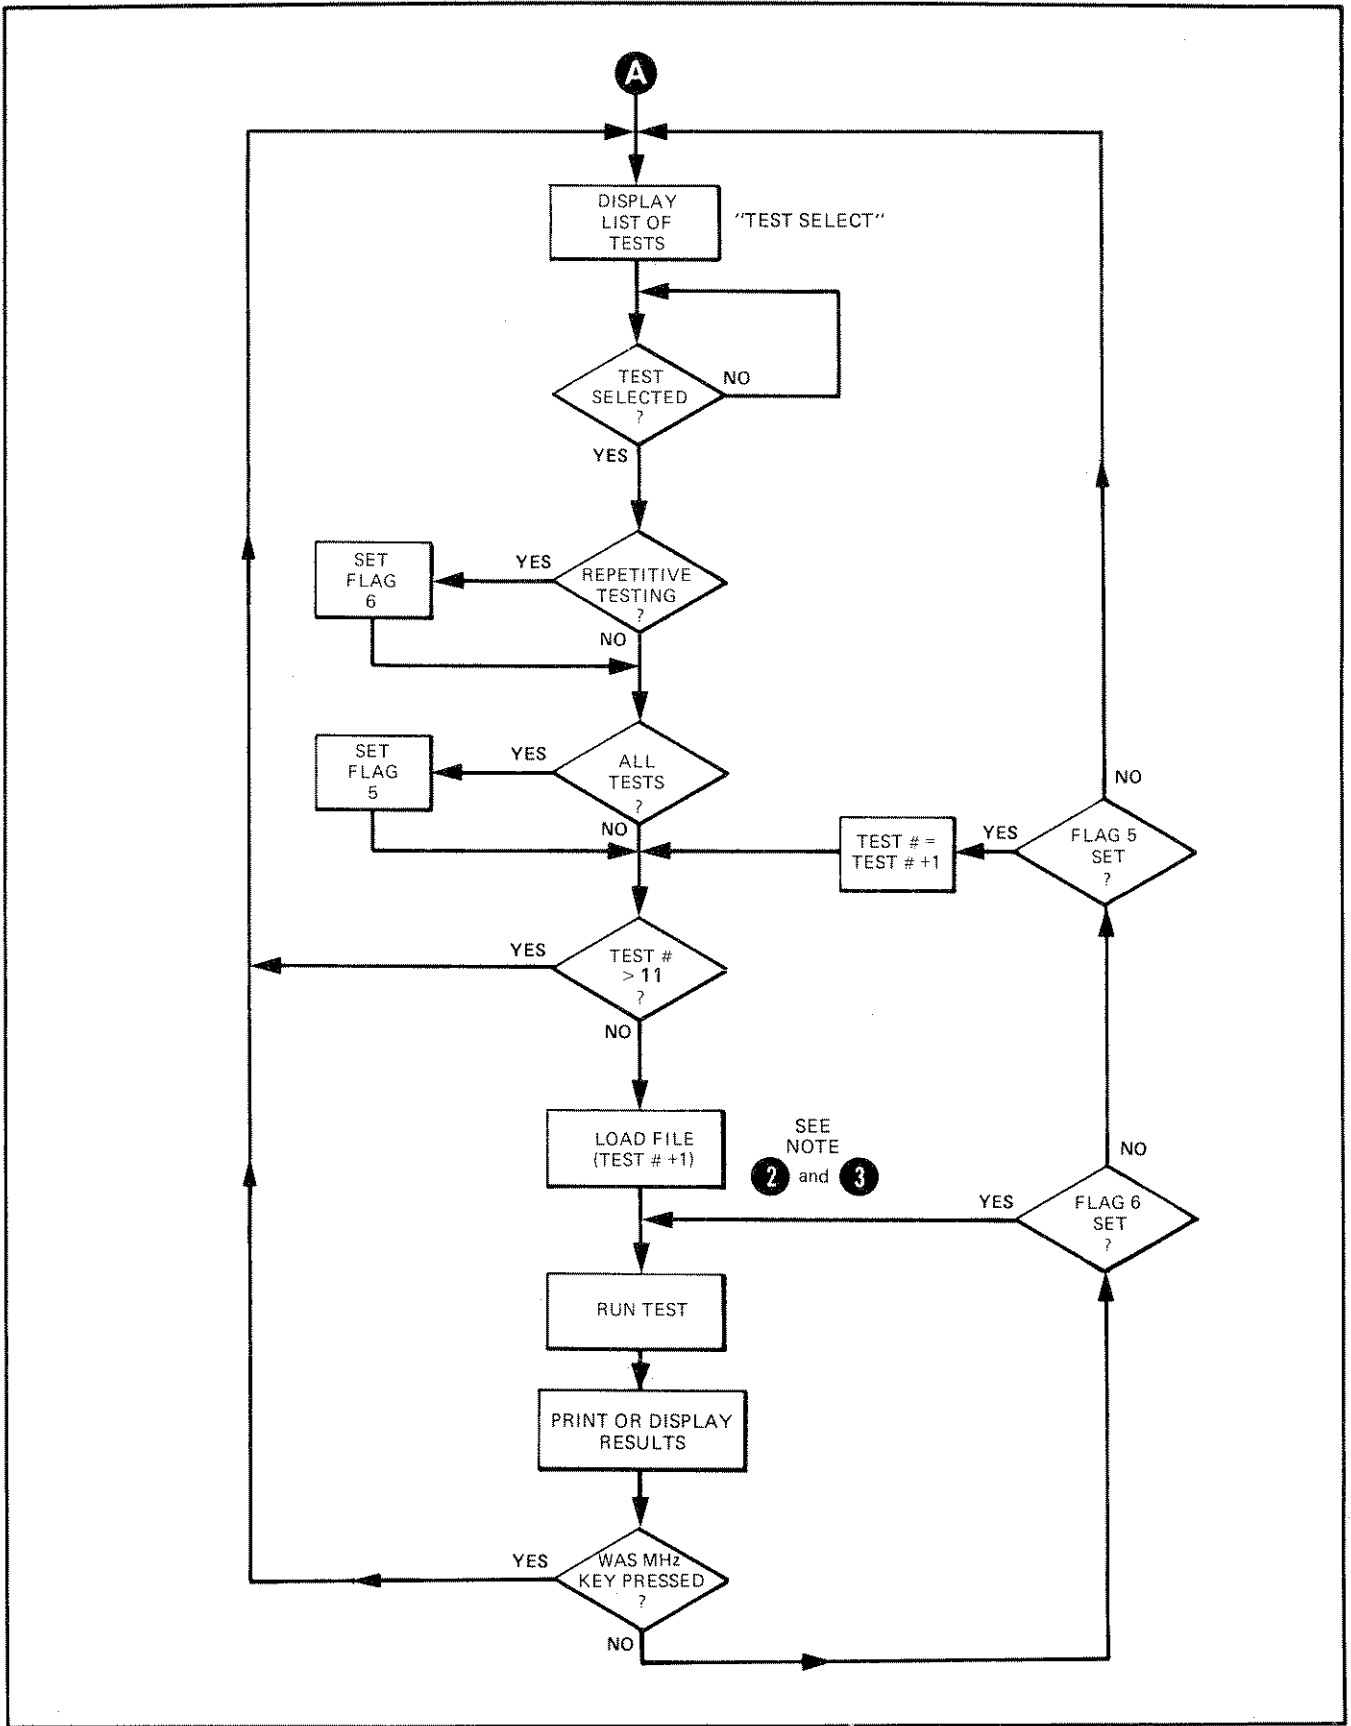 A
DISPLAY
LIST OF
TESTS
"TEST SELECT"
TEST
SELECTED
?
NO
YES
REPETITIVE
TESTING
?
YES
SET
FLAG
6
NO
ALL
TESTS
?
YES
SET
FLAG
5
NO
TEST # =
TEST # +1
YES
FLAG 5
SET
?
NO
TEST #
> 11
?
YES
NO
LOAD FILE
(TEST # +1)
SEE
NOTE
2 and 3
YES
FLAG 6
SET
?
NO
RUN TEST
PRINT OR DISPLAY
RESULTS
WAS MHz
KEY PRESSED
?
YES
NO